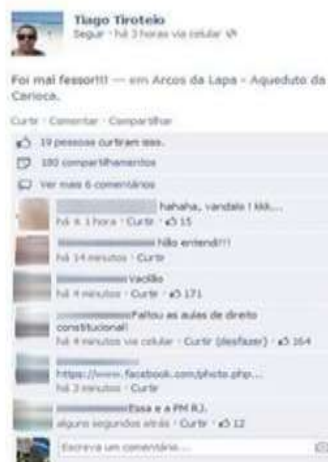 Tiago Tiroteio
Seguir · há 3 horas via celular
Foi mal fessor!!! — em Arcos da Lapa - Aqueduto da
Carioca.
Curtir · Comentar · Compartilhar
19 pessoas curtiram isso.
180 compartilhamentos
Ver mais 6 comentários
hahaha, vandalo ! kkk...
há 1 hora · Curtir · 15
Não entendi!!!
há 14 minutos · Curtir
Vacilão
há 4 minutos · Curtir · 171
Faltou as aulas de direito
constitucional!
há 4 minutos via celular · Curtir (desfazer) · 164
https://www.facebook.com/photo.php...
há 3 minutos · Curtir
Essa e a PM RJ.
alguns segundos atrás · Curtir · 12
Escreva um comentário...